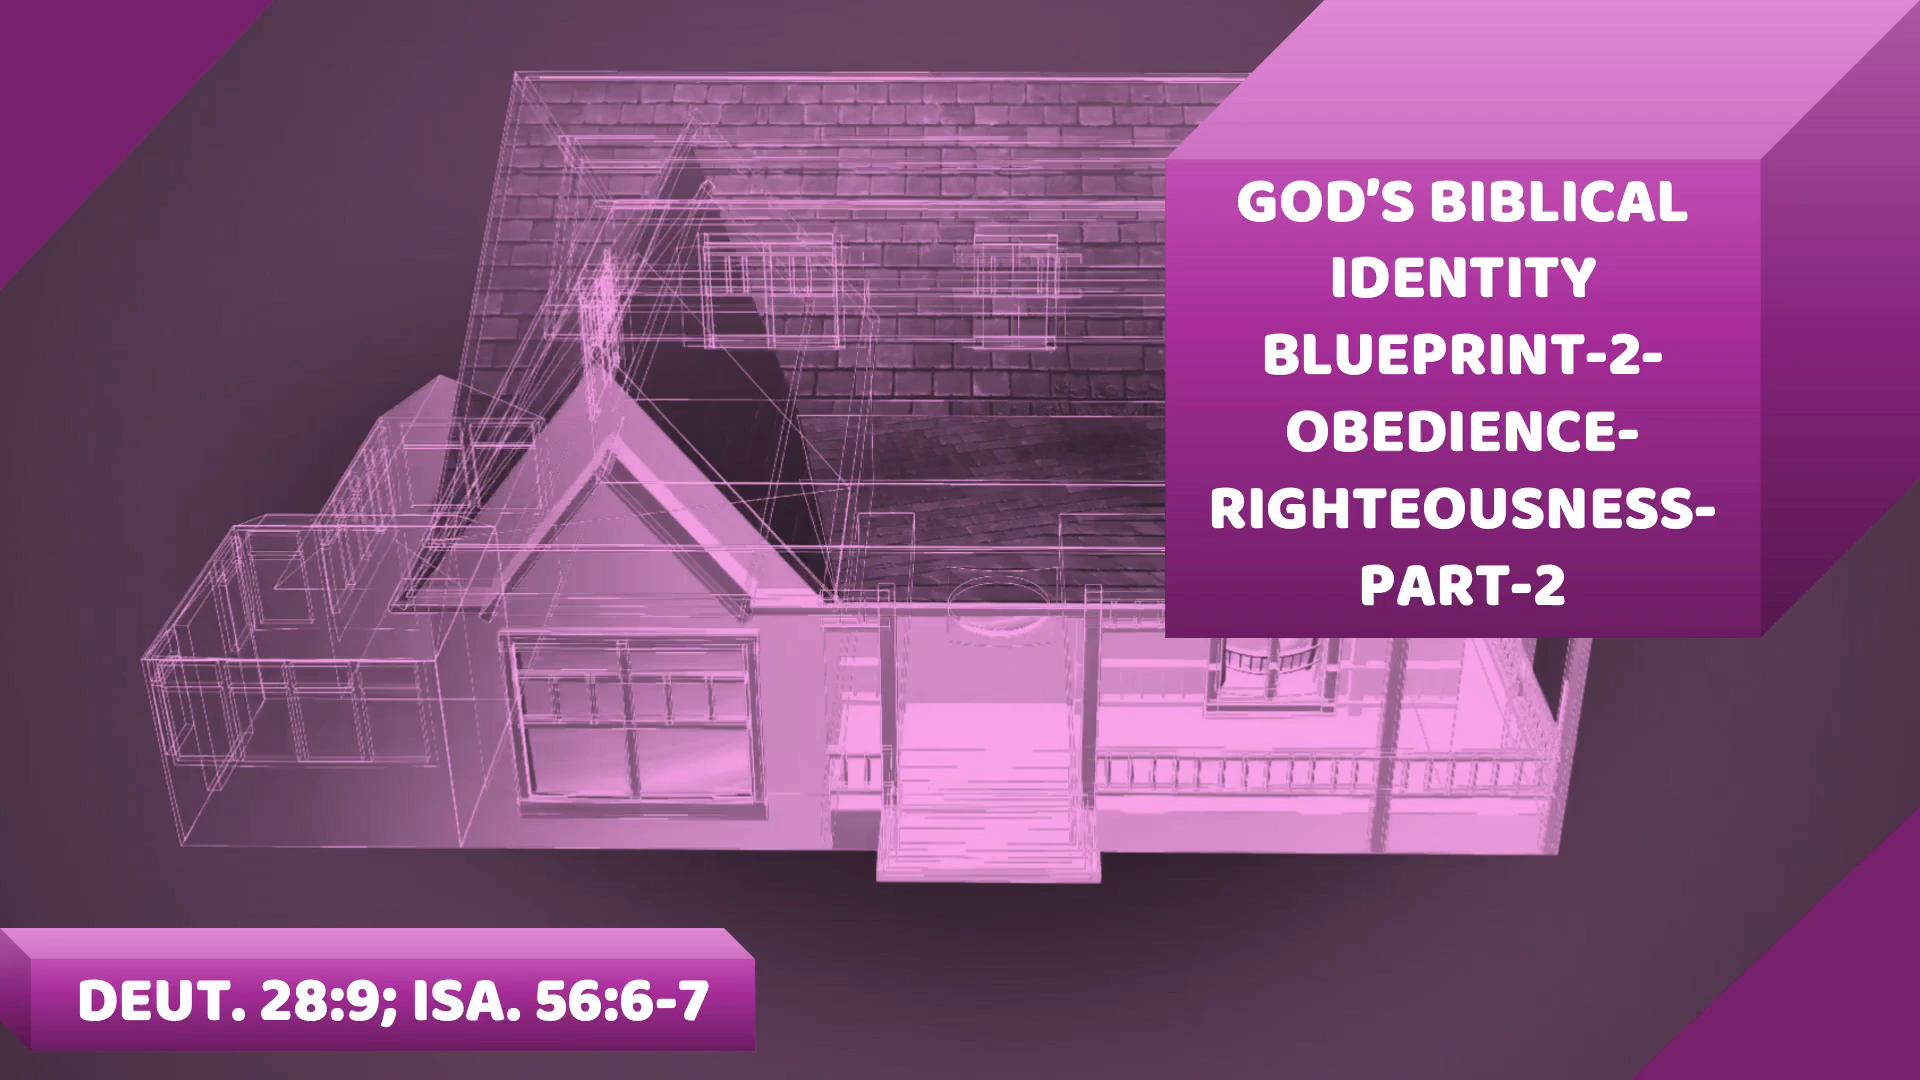 GOD'S BIBLICAL
IDENTITY
BLUEPRINT-2-
OBEDIENCE-
RIGHTEOUSNESS-
PART-2
DEUT. 28:9; ISA. 56:6-7